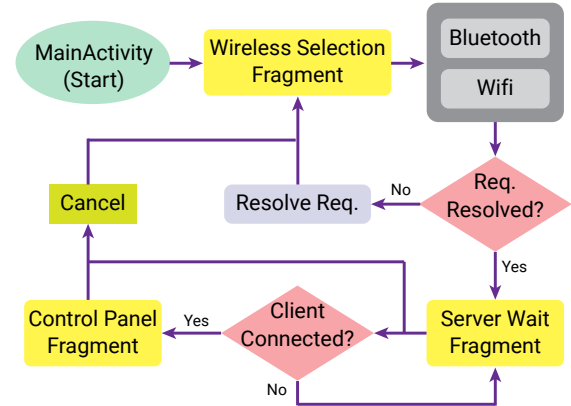 MainActivity
(Start)
Wireless Selection
Fragment
Bluetooth
Wifi
Req.
Resolved?
No
Resolve Req.
Cancel
Yes
Server Wait
Fragment
Client
Connected?
Yes
Control Panel
Fragment
No